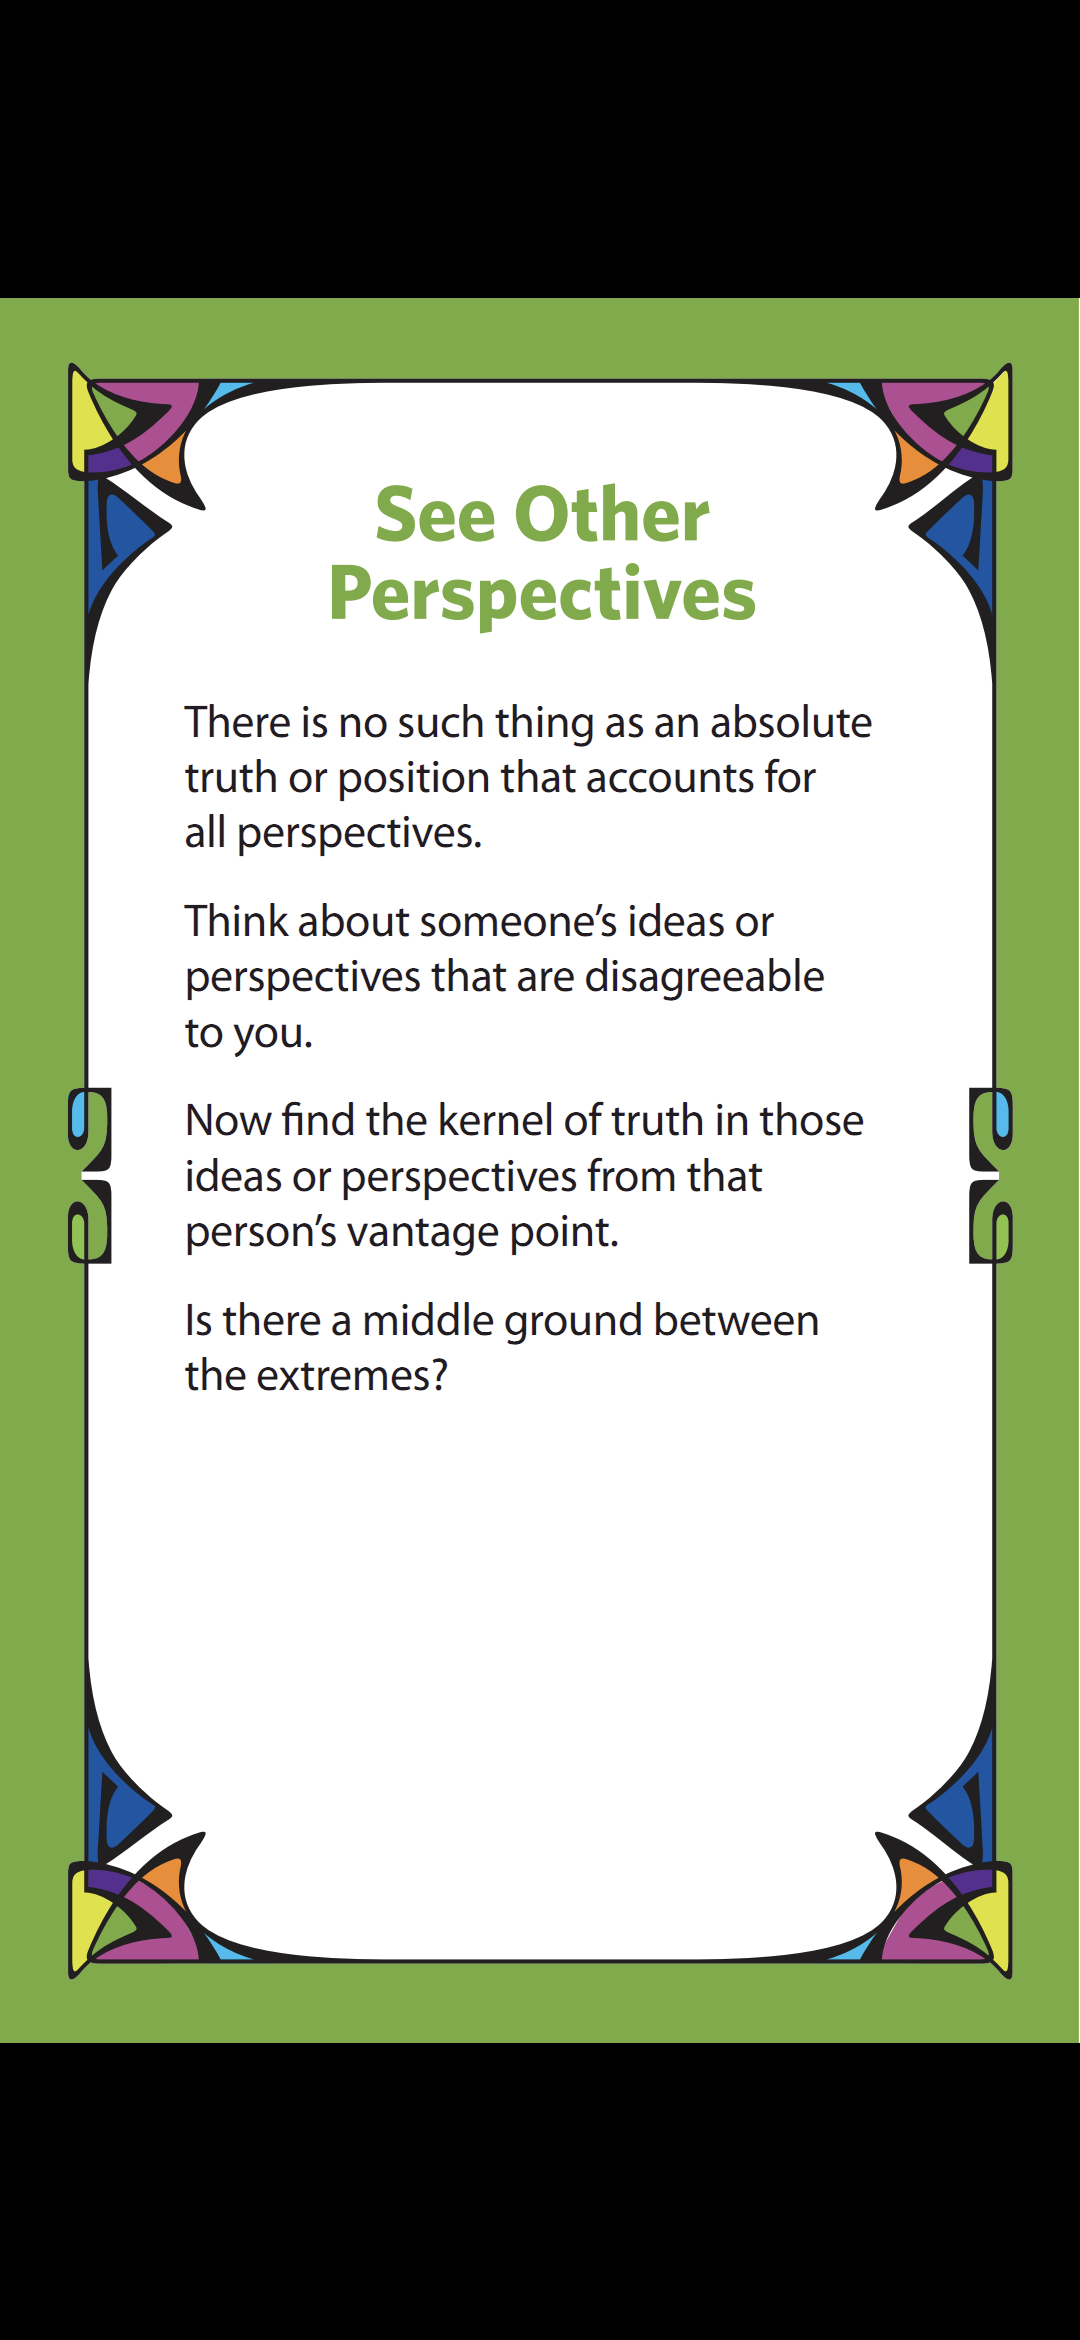 See Other
Perspectives
There is no such thing as an absolute
truth or position that accounts for
all perspectives.
Think about someone’s ideas or
perspectives that are disagreeable
to you.
Now find the kernel of truth in those
ideas or perspectives from that
person’s vantage point.
Is there a middle ground between
the extremes?